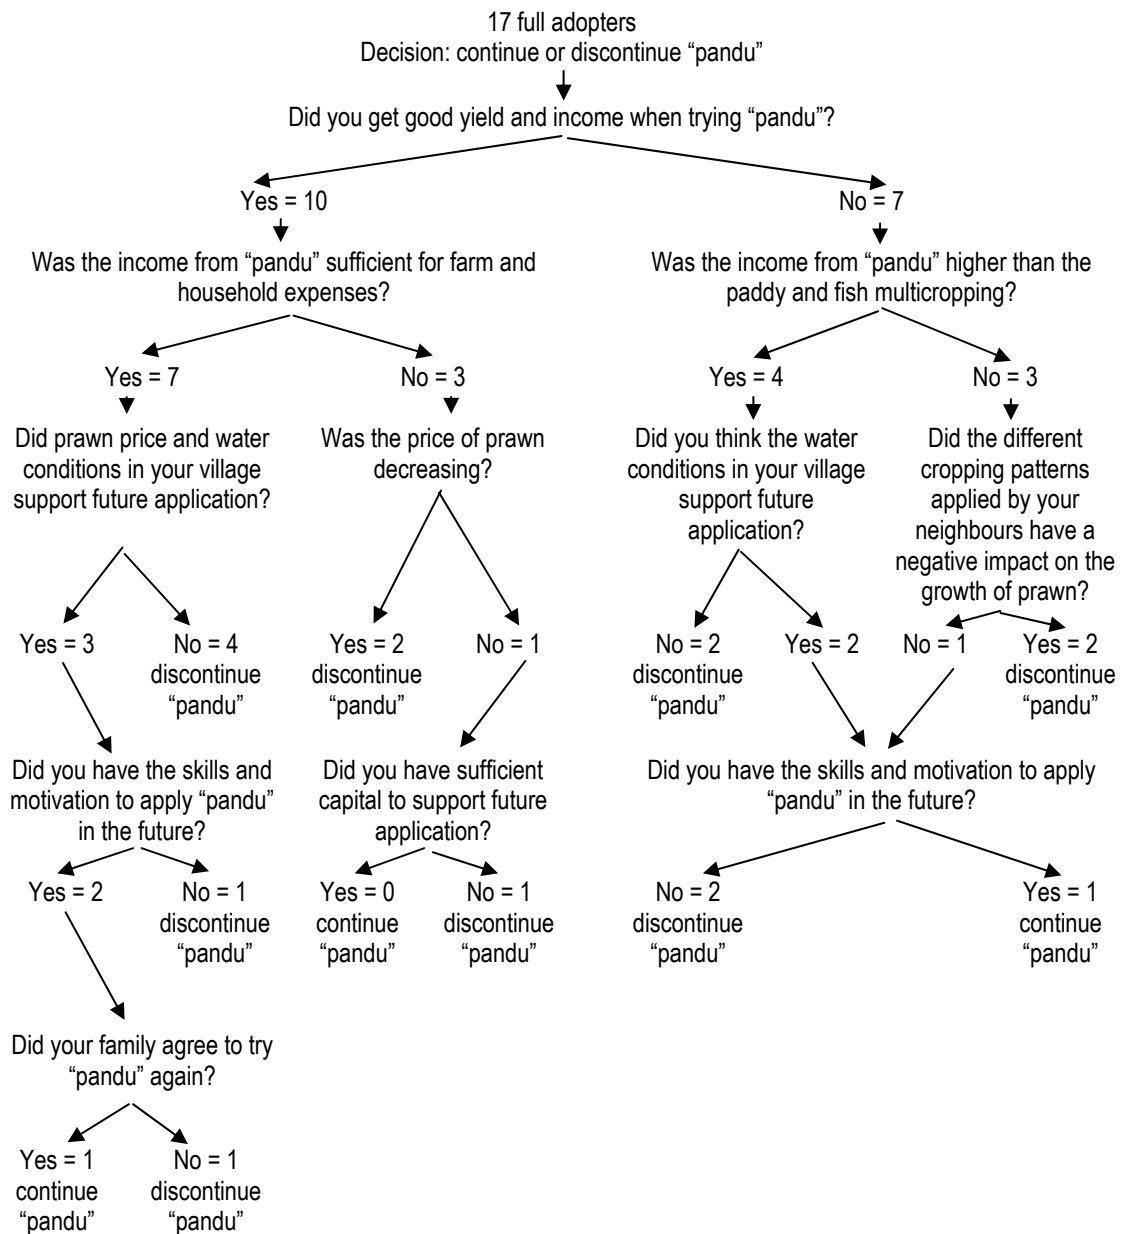 17 full adopters
Decision: continue or discontinue “pandu”
Did you get good yield and income when trying “pandu”?
Yes = 10
No = 7
Was the income from “pandu” sufficient for farm and
household expenses?
Was the income from “pandu” higher than the
paddy and fish multicropping?
Yes = 7
No = 3
Yes = 4
No = 3
Did prawn price and water
conditions in your village
support future application?
Was the price of prawn
decreasing?
Did you think the water
conditions in your village
support future
application?
Did the different
cropping patterns
applied by your
neighbours have a
negative impact on the
growth of prawn?
Yes = 3
No = 4
discontinue
“pandu”
Yes = 2
discontinue
“pandu”
No = 1
No = 2
discontinue
“pandu”
Yes = 2
No = 1
Yes = 2
discontinue
“pandu”
Did you have the skills and
motivation to apply “pandu”
in the future?
Did you have sufficient
capital to support future
application?
Did you have the skills and motivation to apply
“pandu” in the future?
Yes = 2
No = 1
discontinue
“pandu”
Yes = 0
continue
“pandu”
No = 1
discontinue
“pandu”
No = 2
discontinue
“pandu”
Yes = 1
continue
“pandu”
Did your family agree to try
“pandu” again?
Yes = 1
continue
“pandu”
No = 1
discontinue
“pandu”